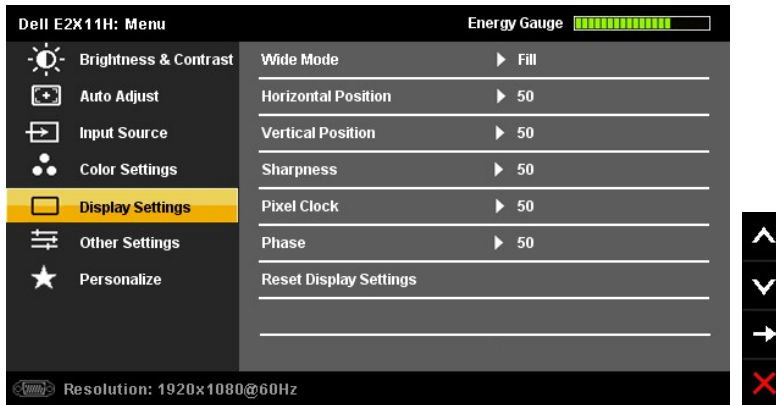 Dell E2X11H: Menu Energy Gauge
Brightness & Contrast Wide Mode Fill
Auto Adjust Horizontal Position 50
Input Source Vertical Position 50
Color Settings Sharpness 50
Display Settings Pixel Clock 50
Other Settings Phase 50
Personalize Reset Display Settings
Resolution: 1920x1080@60Hz